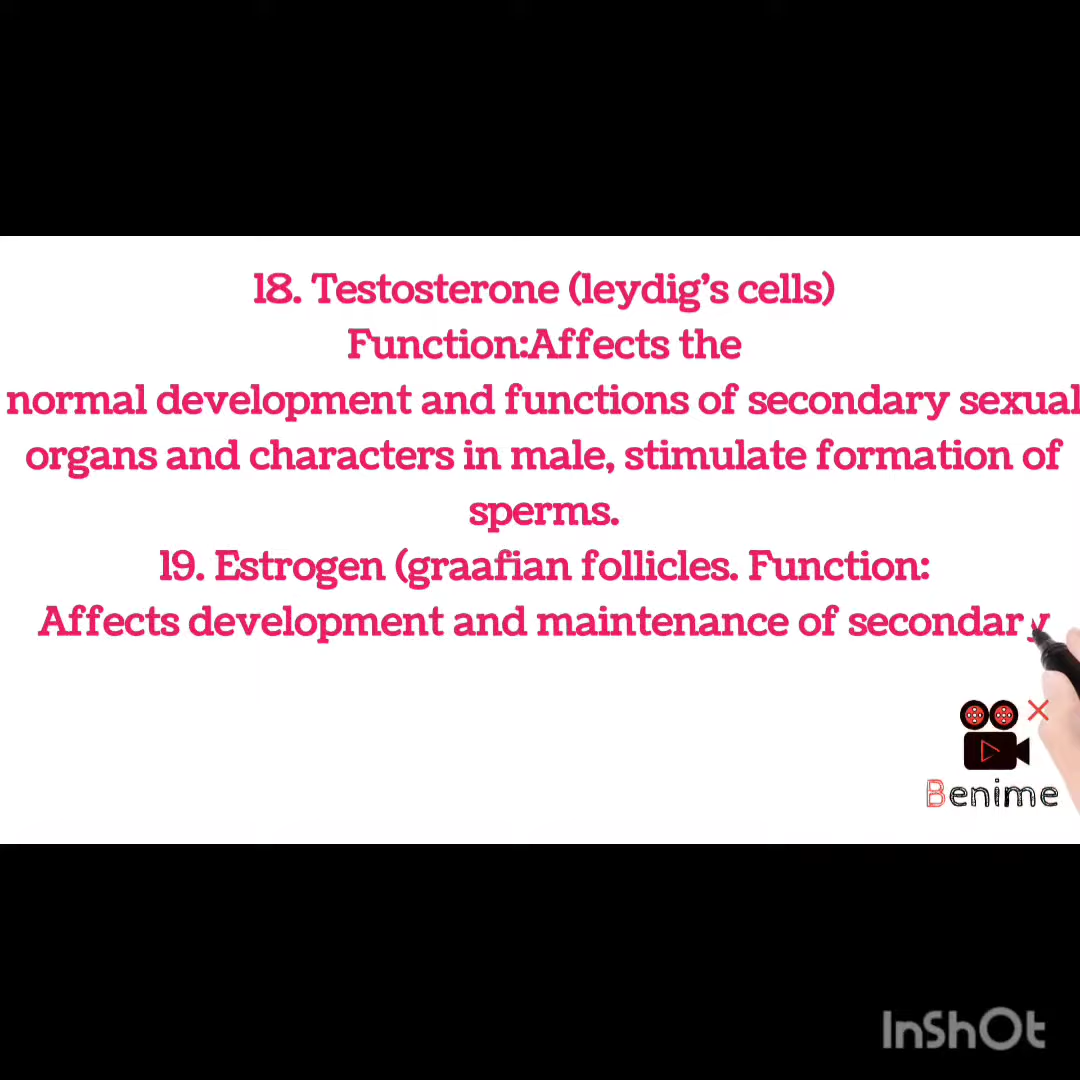 18. Testosterone (leydig’s cells)
Function:Affects the
normal development and functions of secondary sexual
organs and characters in male, stimulate formation of
sperms.
19. Estrogen (graafian follicles. Function:
Affects development and maintenance of secondary
Benime
InShOt